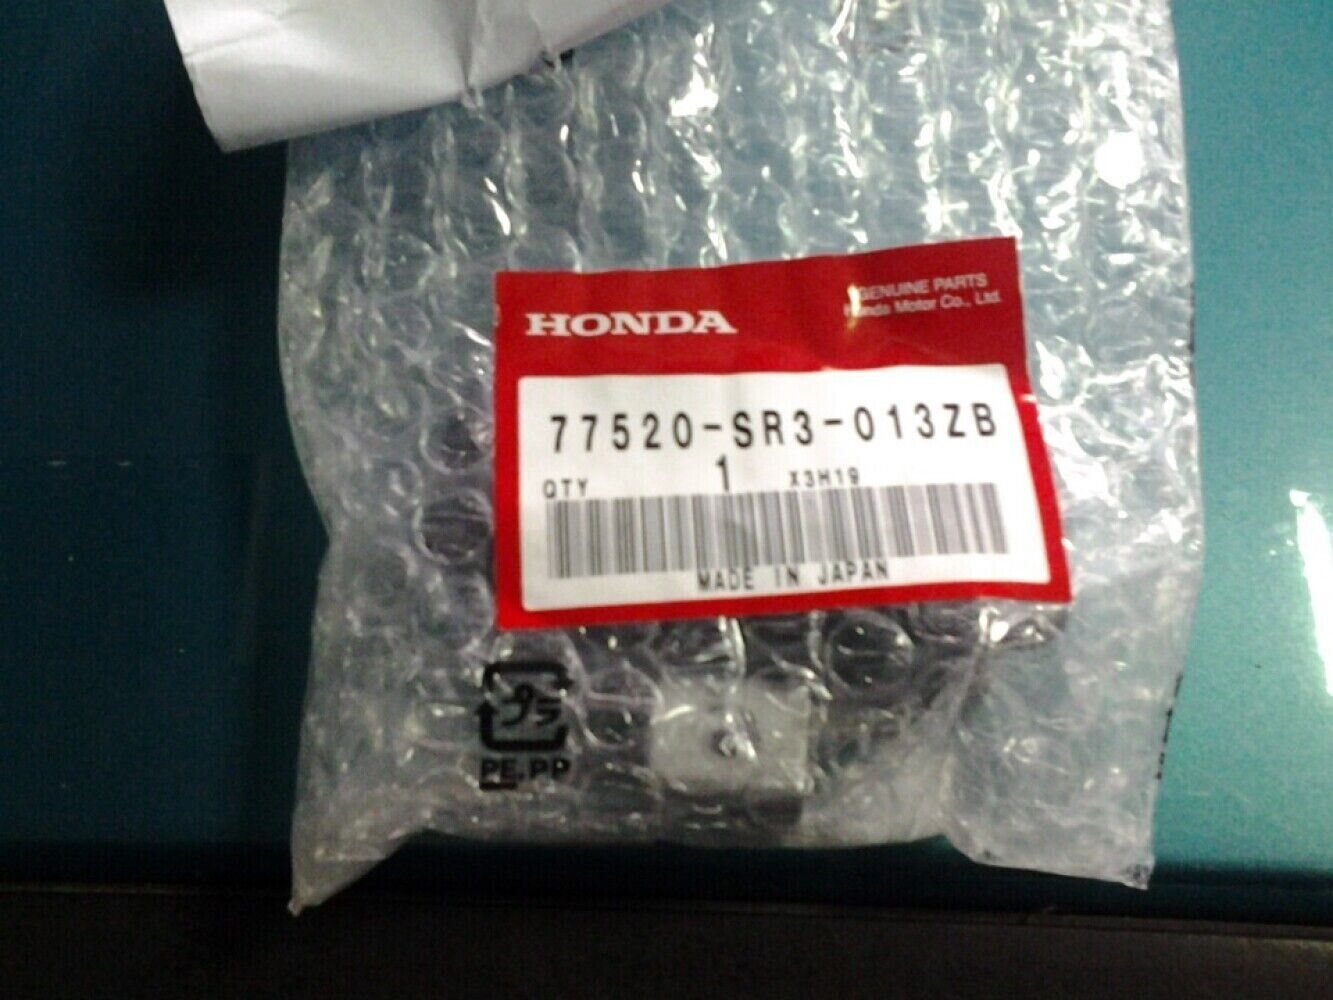 HONDA
GENUINE PARTS
Honda Motor Co., Ltd.
77520-SR3-013ZB
QTY 1 X3H19
MADE IN JAPAN
プラ
PE, PP